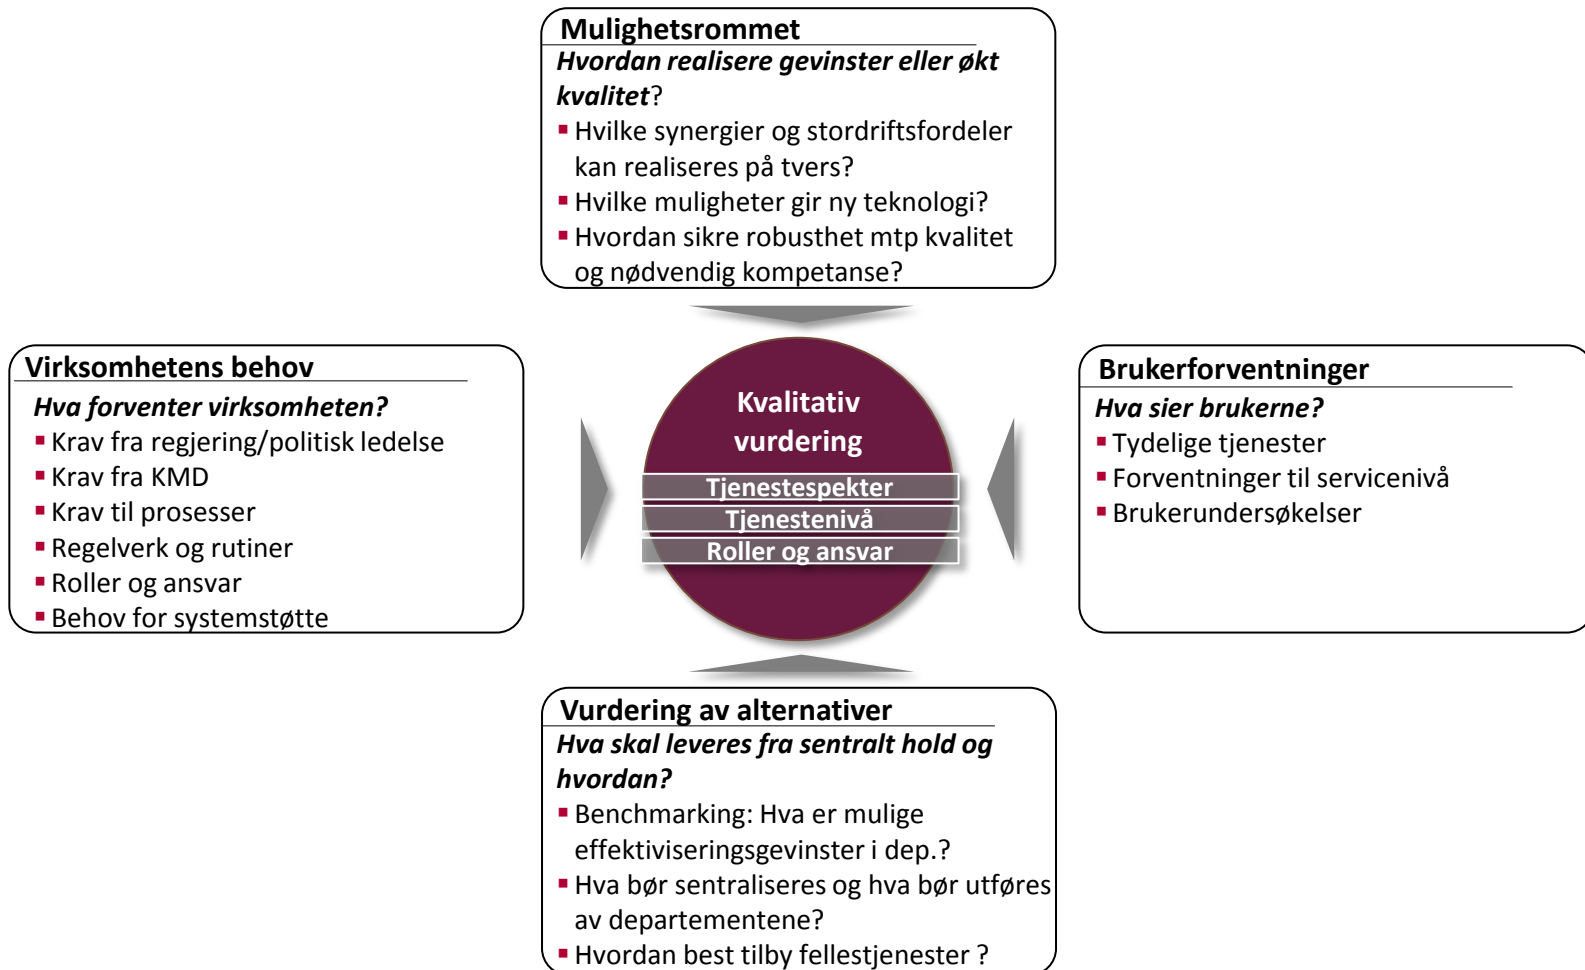 Mulighetsrommet
Hvordan realisere gevinster eller økt
kvalitet?
▪ Hvilke synergier og stordriftsfordeler
kan realiseres på tvers?
▪ Hvilke muligheter gir ny teknologi?
▪ Hvordan sikre robusthet mtp kvalitet
og nødvendig kompetanse?
Virksomhetens behov
Hva forventer virksomheten?
▪ Krav fra regjering/politisk ledelse
▪ Krav fra KMD
▪ Krav til prosesser
▪ Regelverk og rutiner
▪ Roller og ansvar
▪ Behov for systemstøtte
Kvalitativ
vurdering
Tjenestespekter
Tjenestenivå
Roller og ansvar
Brukerforventninger
Hva sier brukerne?
▪ Tydelige tjenester
▪ Forventninger til servicenivå
▪ Brukerundersøkelser
Vurdering av alternativer
Hva skal leveres fra sentralt hold og
hvordan?
▪ Benchmarking: Hva er mulige
effektiviseringsgevinster i dep.?
▪ Hva bør sentraliseres og hva bør utføres
av departementene?
▪ Hvordan best tilby fellestjenester ?